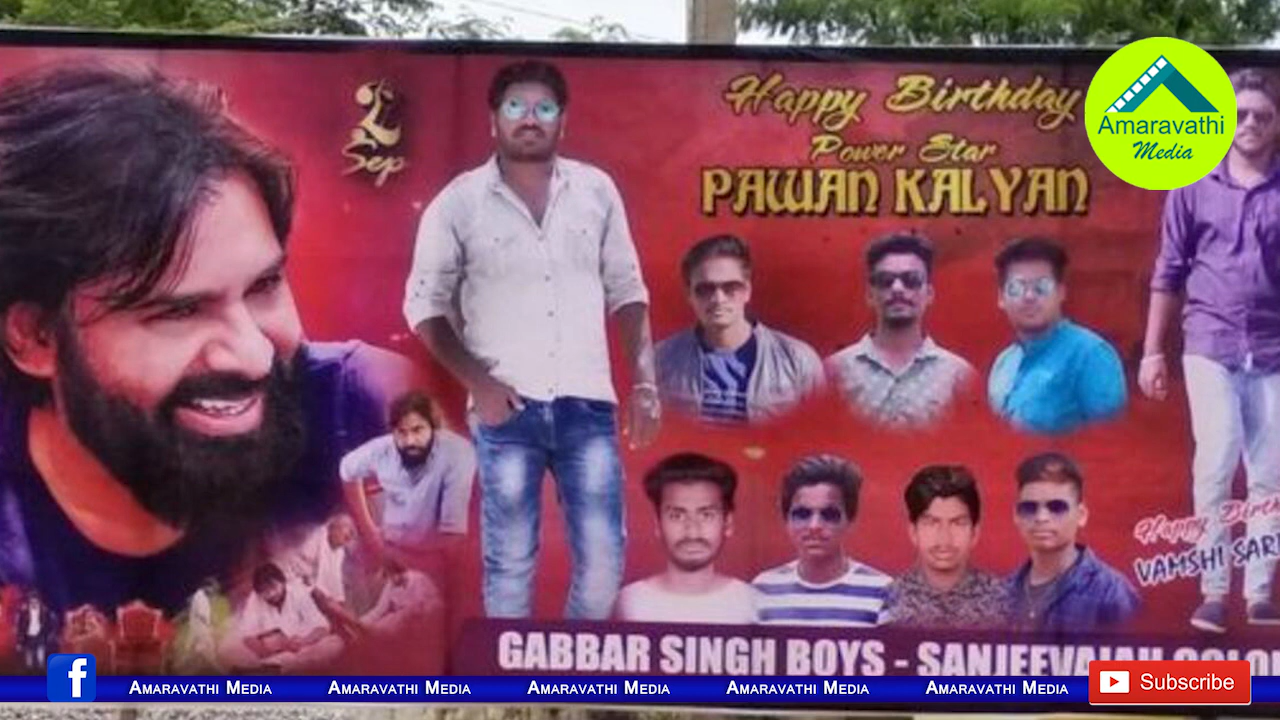 2
Sep
Happy Birthday
Power Star
PAWAN KALYAN
Amaravathi
Media
Happy
VAMSHI
GABBAR SINGH BOYS - SANJEEVAIAH
f
AMARAVATHI MEDIA AMARAVATHI MEDIA AMARAVATHI MEDIA AMARAVATHI MEDIA AMARAVATHI MEDIA
Subscribe